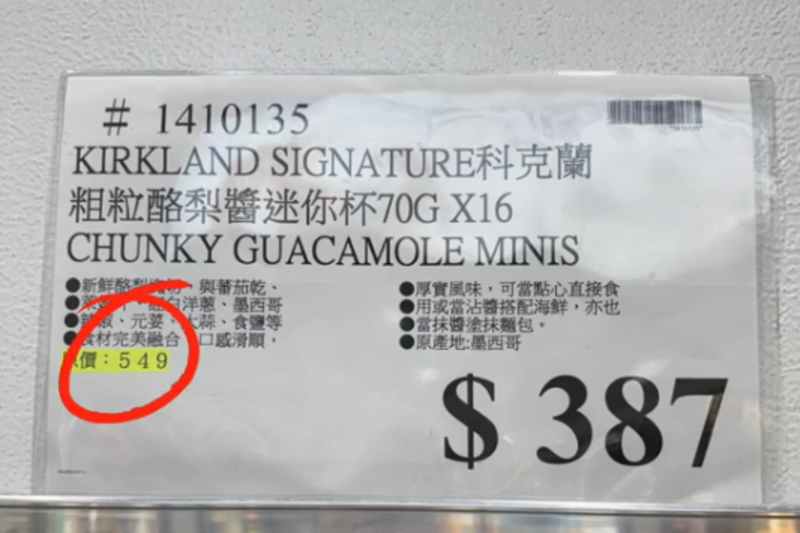 # 1410135
KIRKLAND SIGNATURE科克蘭
粗粒酪梨醬迷你杯70G X16
CHUNKY GUACAMOLE MINIS
●新鮮酪梨 與蕃茄乾、
白洋蔥、墨西哥
、元荽、大蒜、食鹽等
●食材完美融合 口感滑順，
●厚實風味，可當點心直接食
●用或當沾醬搭配海鮮，亦也
●當抹醬塗抹麵包。
●原產地:墨西哥
原價：549
$ 387